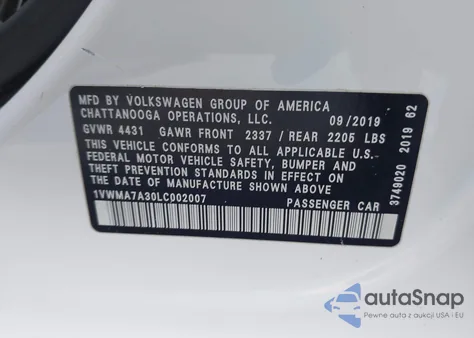 MFD BY VOLKSWAGEN GROUP OF AMERICA
CHATTANOOGA OPERATIONS, LLC. 09/2019
GVWR 4431 GAWR FRONT 2337 / REAR 2205 LBS
THIS VEHICLE CONFORMS TO ALL APPLICABLE U.S.
FEDERAL MOTOR VEHICLE SAFETY, BUMPER AND
THEFT PREVENTION STANDARDS IN EFFECT ON THE
DATE OF MANUFACTURE SHOWN ABOVE
1VWMA7A30LC002007 PASSENGER CAR
3749020 2019 62
autaSnap
Pewne auta z aukcji USA i EU